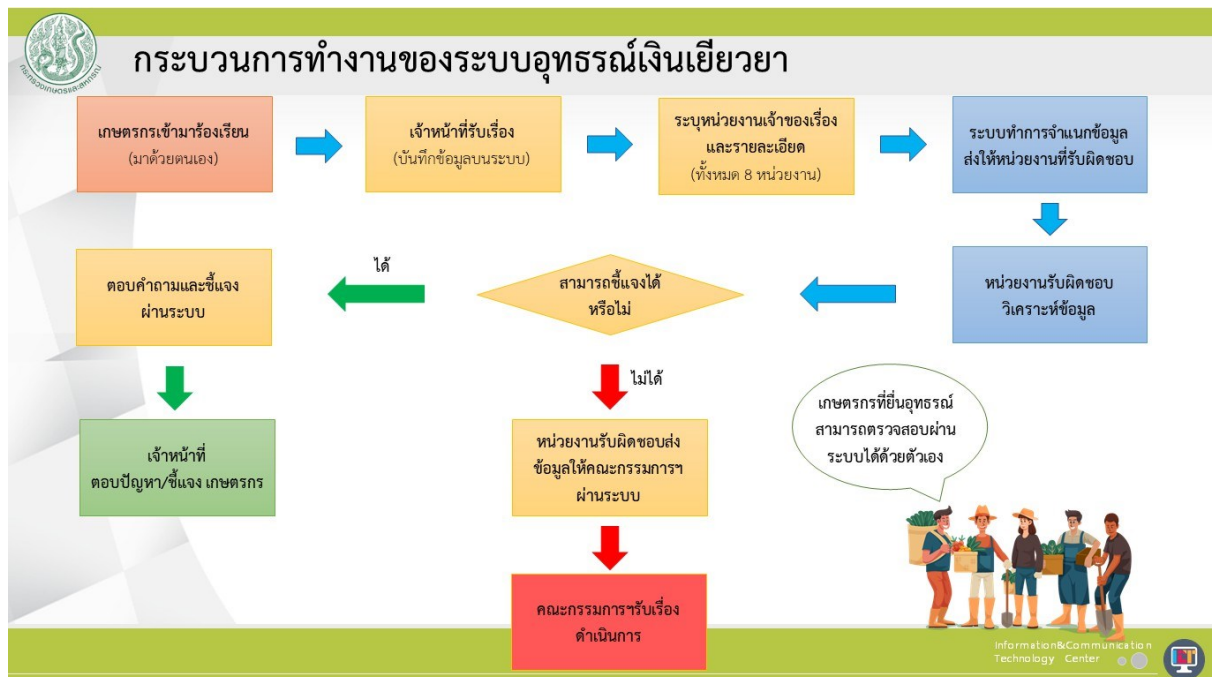 กระบวนการทำงานของระบบอุทธรณ์เงินเยียวยา
กระทรวงเกษตรและสหกรณ์
เกษตรกรเข้ามาร้องเรียน
(มาด้วยตนเอง)
เจ้าหน้าที่รับเรื่อง
(บันทึกข้อมูลบนระบบ)
ระบุหน่วยงานเจ้าของเรื่อง
และรายละเอียด
(ทั้งหมด 8 หน่วยงาน)
ระบบทำการจำแนกข้อมูล
ส่งให้หน่วยงานที่รับผิดชอบ
หน่วยงานรับผิดชอบ
วิเคราะห์ข้อมูล
สามารถชี้แจงได้
หรือไม่
ได้
ตอบคำถามและชี้แจง
ผ่านระบบ
เจ้าหน้าที่
ตอบปัญหา/ชี้แจง เกษตรกร
ไม่ได้
หน่วยงานรับผิดชอบส่ง
ข้อมูลให้คณะกรรมการฯ
ผ่านระบบ
คณะกรรมการฯรับเรื่อง
ดำเนินการ
เกษตรกรที่ยื่นอุทธรณ์
สามารถตรวจสอบผ่าน
ระบบได้ด้วยตัวเอง
Information&Communication
Technology Center